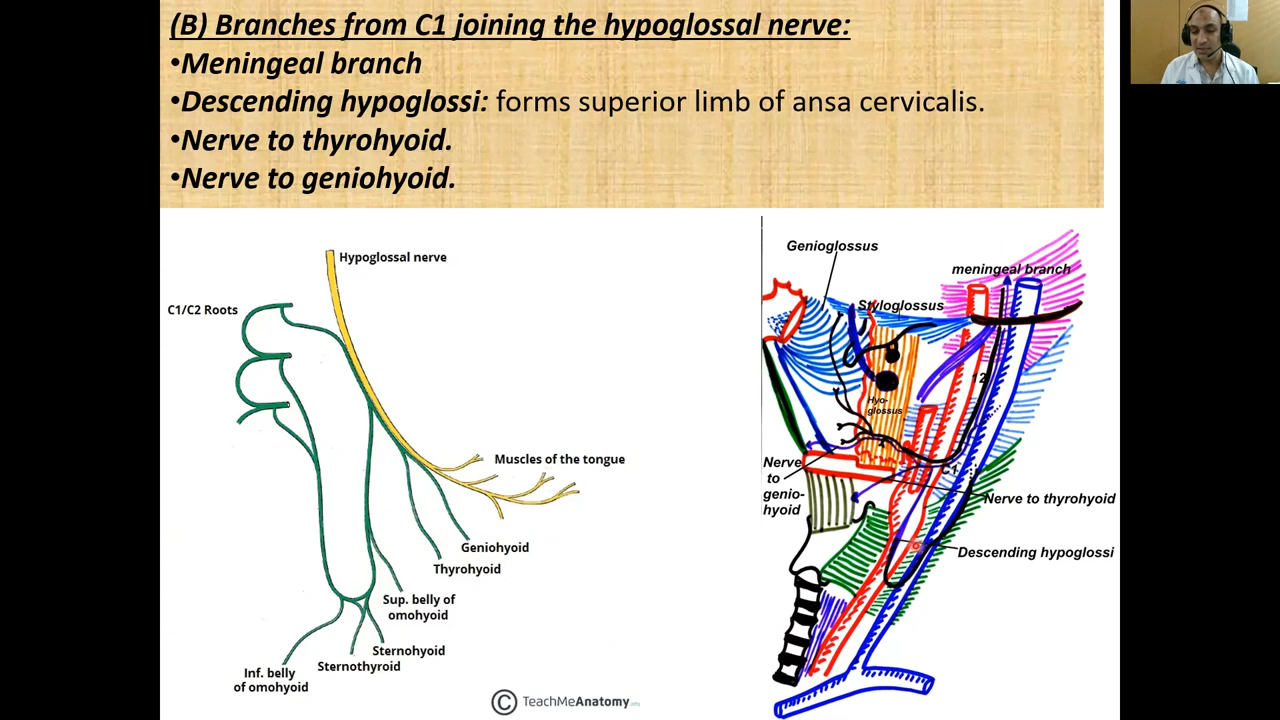 (B) Branches from C1 joining the hypoglossal nerve:
•Meningeal branch
•Descending hypoglossi: forms superior limb of ansa cervicalis.
•Nerve to thyrohyoid.
•Nerve to geniohyoid.
Hypoglossal nerve
C1/C2 Roots
Muscles of the tongue
Geniohyoid
Thyrohyoid
Sup. belly of
omohyoid
Sternohyoid
Sternothyroid
Inf. belly
of omohyoid
© TeachMeAnatomy.info
Genioglossus
meningeal branch
Styloglossus
12
Hyo-
glossus
C1
Nerve
to
genio-
hyoid
Nerve to thyrohyoid
Descending hypoglossi